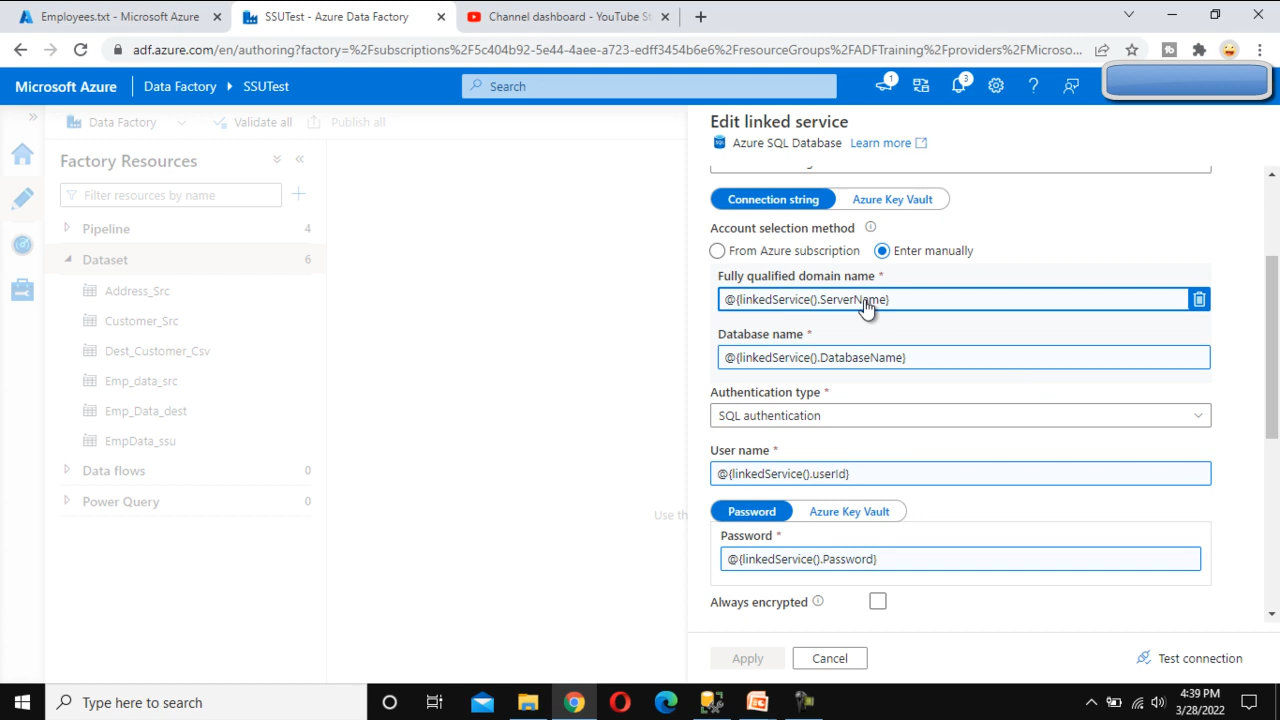 Employees.txt - Microsoft Azure
SSUTest - Azure Data Factory
Channel dashboard - YouTube St
adf.azure.com/en/authoring?factory=%2Fsubscriptions%2F5c404b92-5e44-4aee-a723-edff3454b6e6%2FresourceGroups%2FADFTraining%2Fproviders%2FMicroso...
Microsoft Azure
Data Factory
SSUTest
Search
1
3
Data Factory
Validate all
Publish all
Factory Resources
Filter resources by name
Pipeline 4
Dataset 6
Address_Src
Customer_Src
Dest_Customer_Csv
Emp_data_src
Emp_Data_dest
EmpData_ssu
Data flows 0
Power Query 0
Use th
Edit linked service
Azure SQL Database Learn more
Connection string Azure Key Vault
Account selection method
From Azure subscription Enter manually
Fully qualified domain name *
@{linkedService().ServerName}
Database name *
@{linkedService().DatabaseName}
Authentication type *
SQL authentication
User name *
@{linkedService().userId}
Password Azure Key Vault
Password *
@{linkedService().Password}
Always encrypted
Apply Cancel Test connection
Type here to search
4:39 PM
3/28/2022